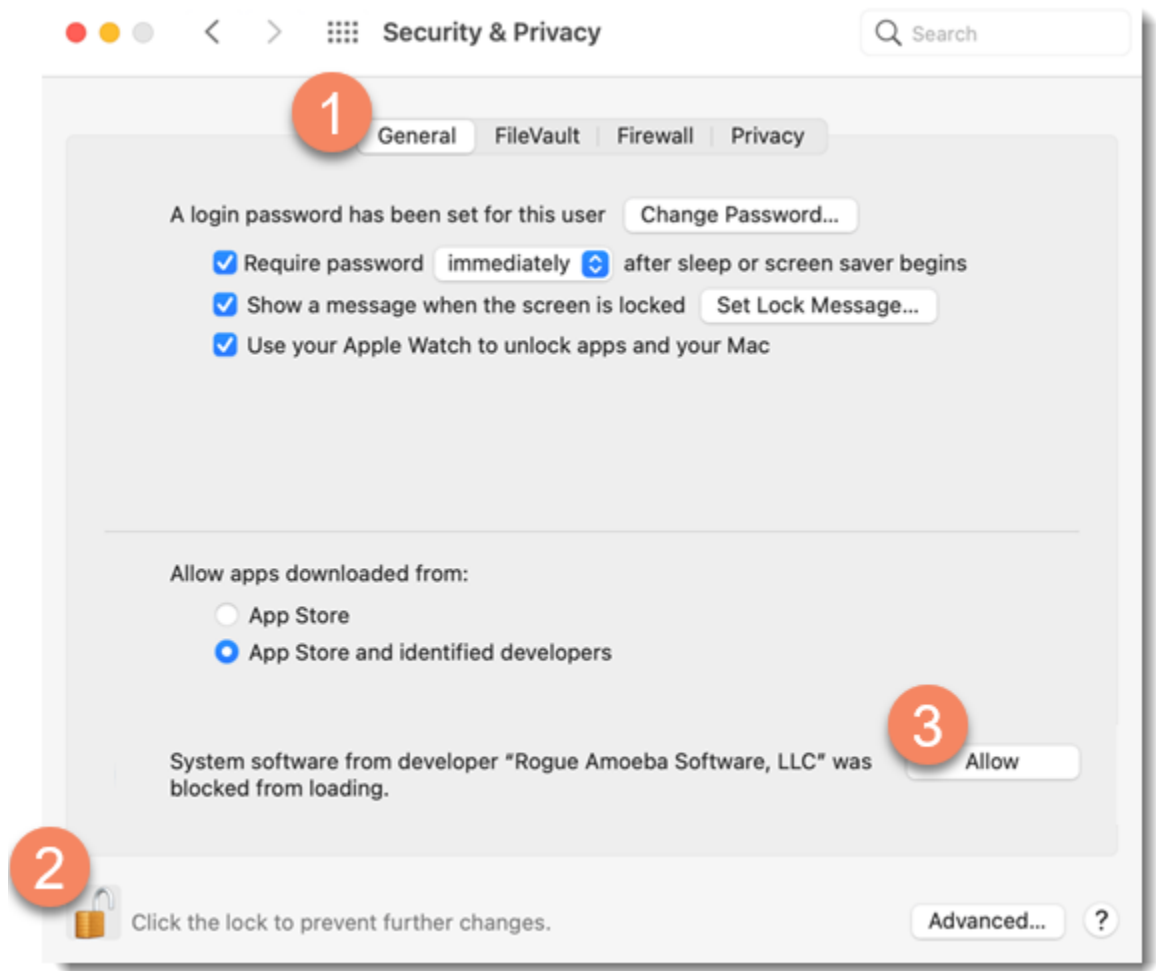 Security & Privacy
Search
1
General FileVault Firewall Privacy
A login password has been set for this user Change Password...
Require password immediately after sleep or screen saver begins
Show a message when the screen is locked Set Lock Message...
Use your Apple Watch to unlock apps and your Mac
Allow apps downloaded from:
App Store
App Store and identified developers
3
System software from developer “Rogue Amoeba Software, LLC” was Allow
blocked from loading.
2
Click the lock to prevent further changes. Advanced... ?